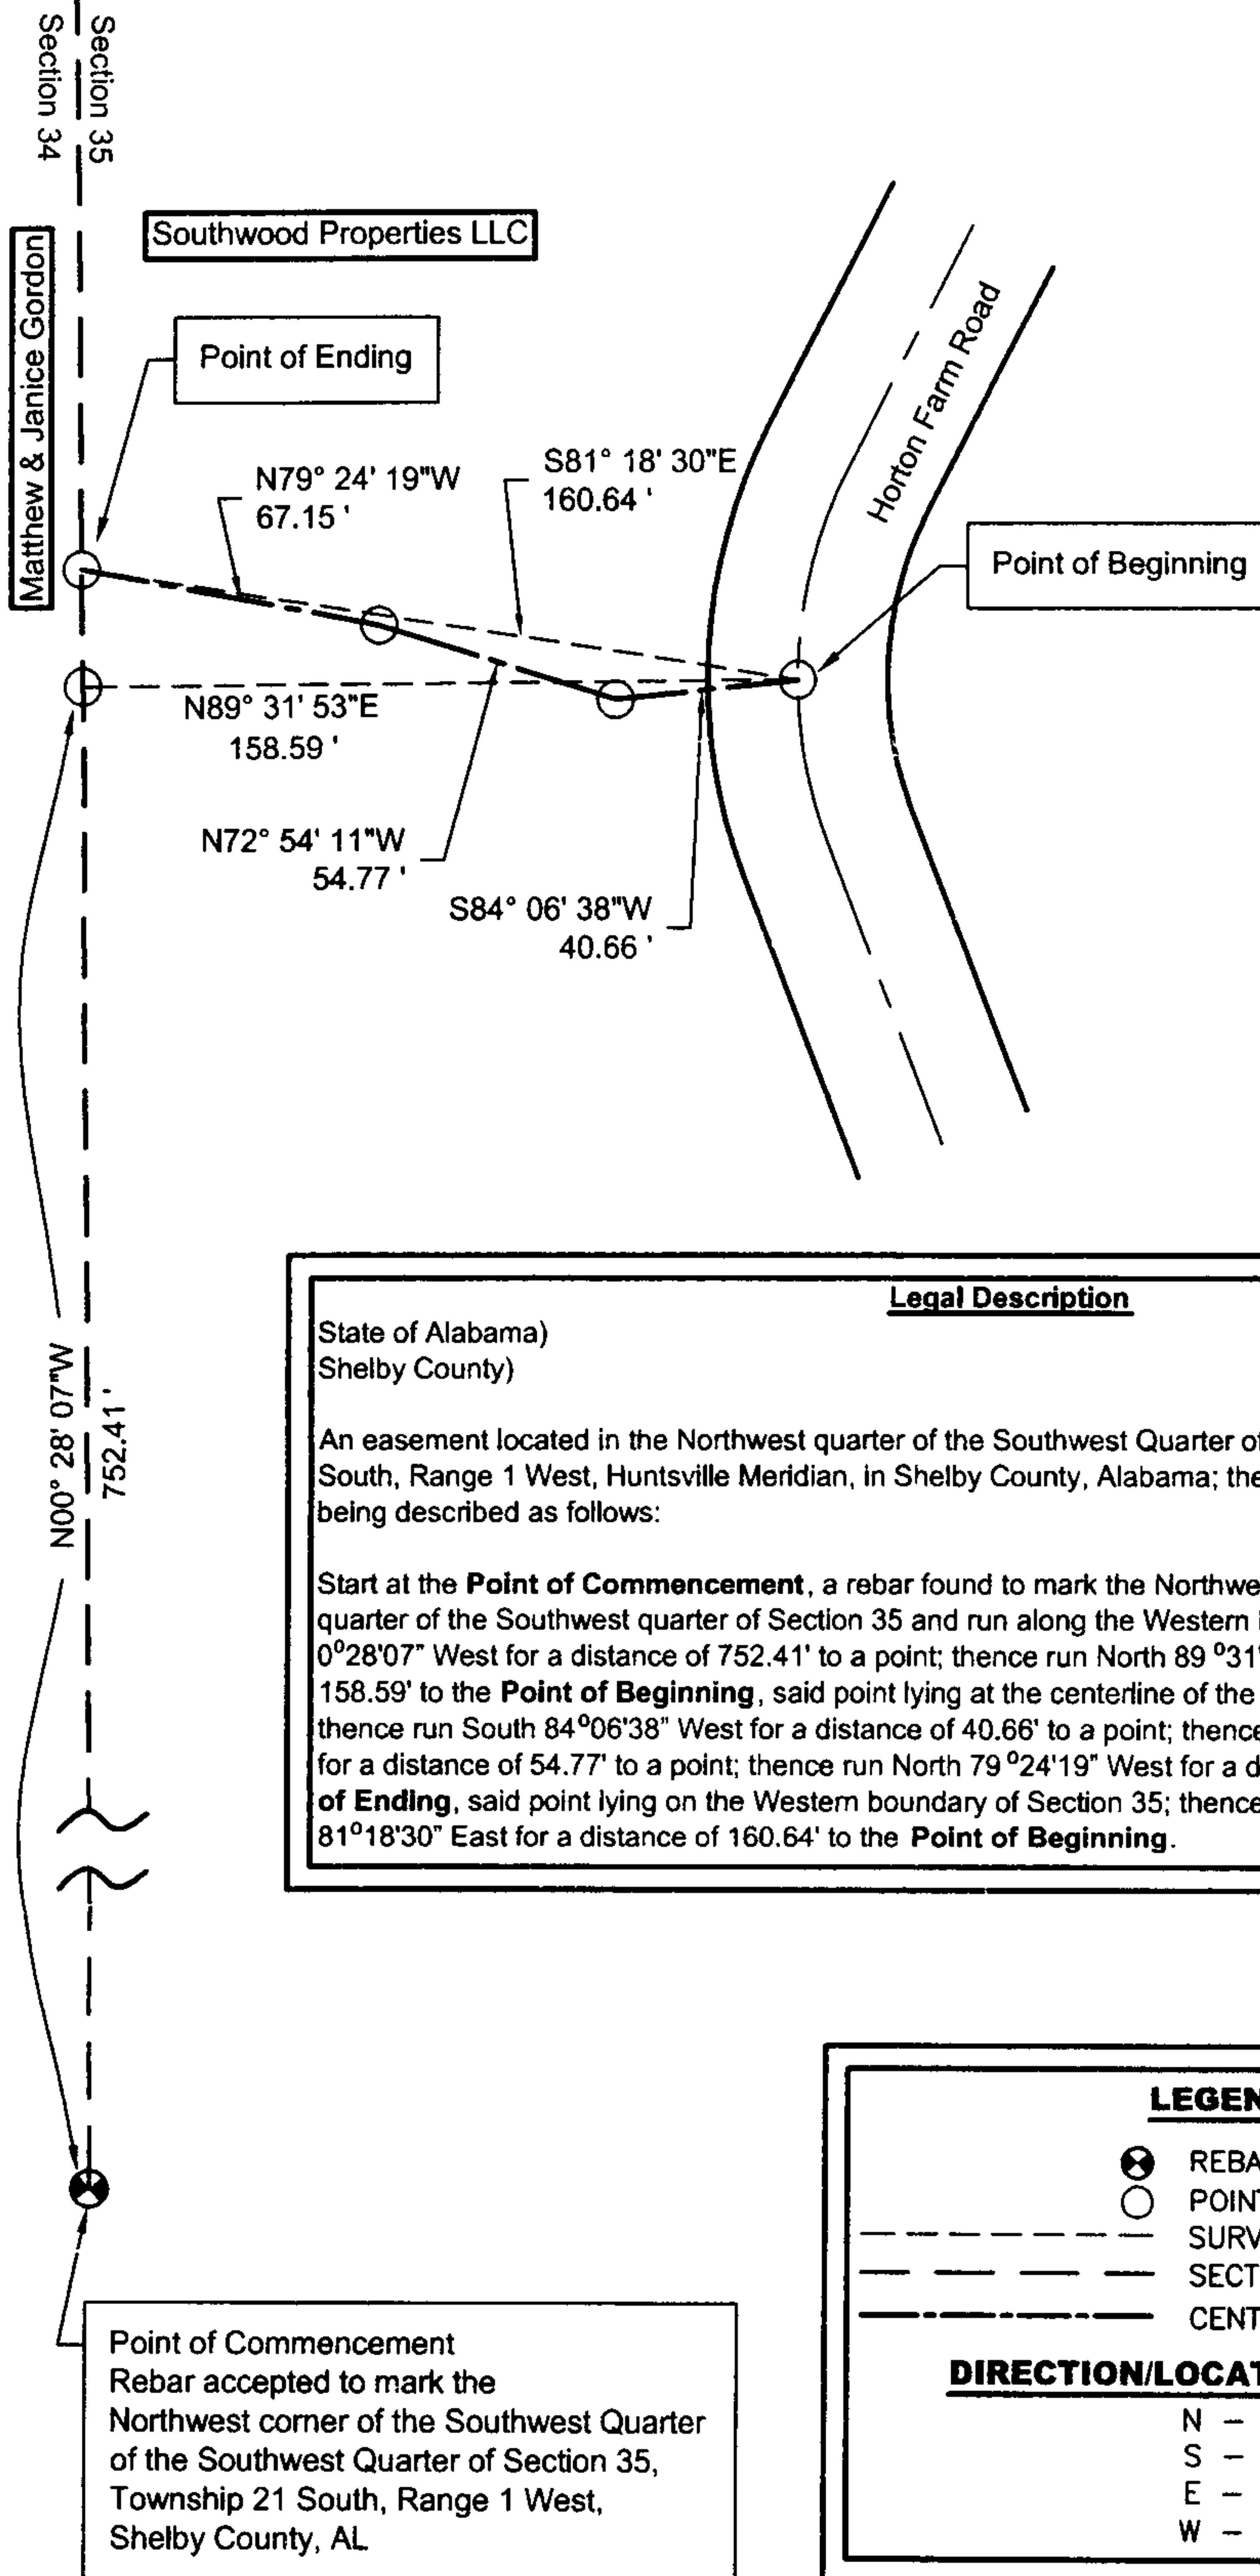 Section 35
Section 34
Southwood Properties LLC
Matthew & Janice Gordon
Point of Ending
N79° 24' 19"W
67.15 '
S81° 18' 30"E
160.64 '
Horton Farm Road
Point of Beginning
N89° 31' 53"E
158.59 '
N72° 54' 11"W
54.77 '
S84° 06' 38"W
40.66 '
N00° 28' 07"W
752.41 '
Legal Description
State of Alabama)
Shelby County)
An easement located in the Northwest quarter of the Southwest Quarter of
South, Range 1 West, Huntsville Meridian, in Shelby County, Alabama; the
being described as follows:
Start at the Point of Commencement, a rebar found to mark the Northwe
quarter of the Southwest quarter of Section 35 and run along the Western
0°28'07" West for a distance of 752.41' to a point; thence run North 89 °31'
158.59' to the Point of Beginning, said point lying at the centerline of the
thence run South 84°06'38" West for a distance of 40.66' to a point; thence
for a distance of 54.77' to a point; thence run North 79 °24'19" West for a d
of Ending, said point lying on the Western boundary of Section 35; thence
81°18'30" East for a distance of 160.64' to the Point of Beginning.
LEGEN
REBA
POINT
SURV
SECT
CENT
DIRECTION/LOCAT
N –
S –
E –
W –
Point of Commencement
Rebar accepted to mark the
Northwest corner of the Southwest Quarter
of the Southwest Quarter of Section 35,
Township 21 South, Range 1 West,
Shelby County, AL